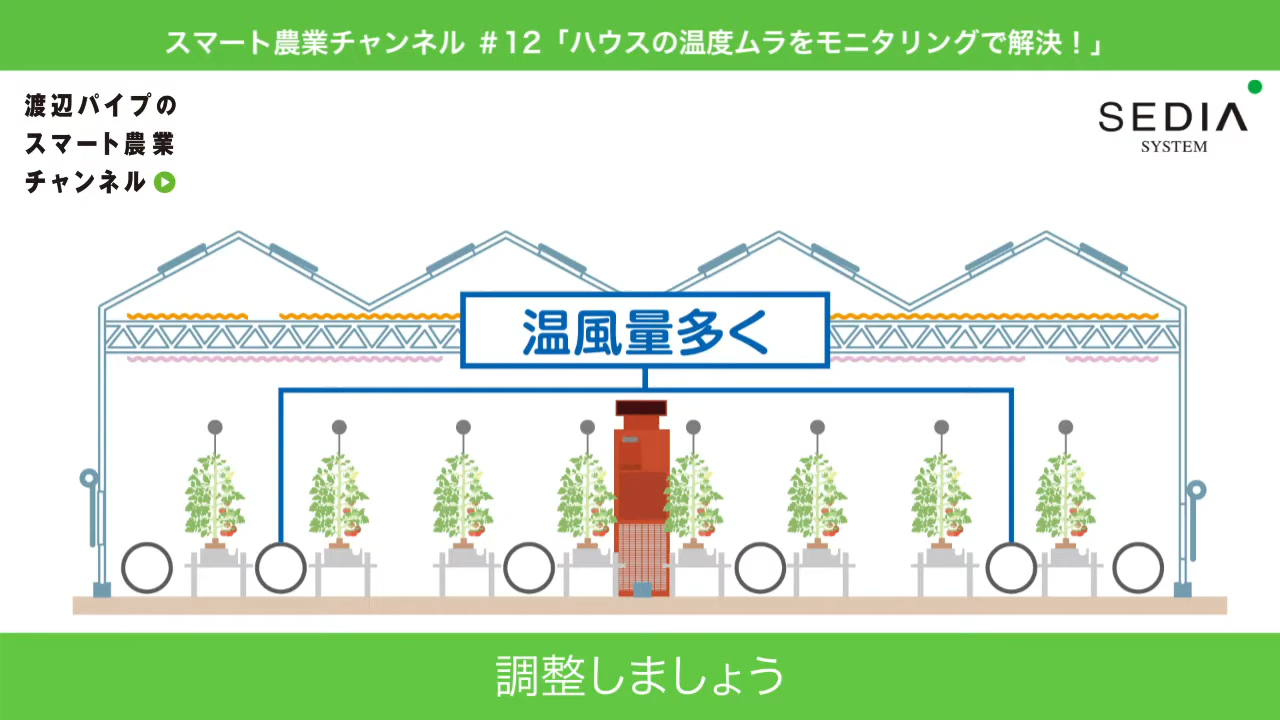 スマート農業チャンネル #12「ハウスの温度ムラをモニタリングで解決！」
渡辺パイプの
スマート農業
チャンネル
SEDIA
SYSTEM
温風量多く
調整しましょう